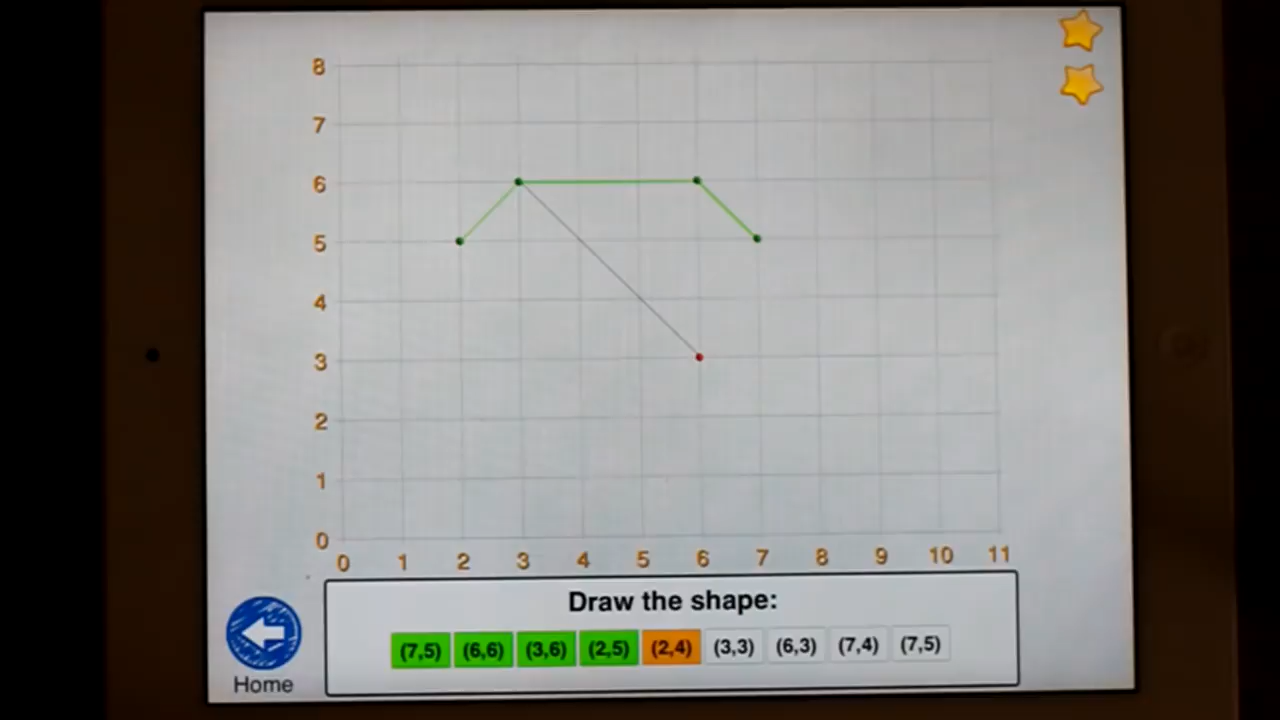 8
7
6
5
4
3
2
1
0
0 1 2 3 4 5 6 7 8 9 10 11
Draw the shape:
(7,5) (6,6) (3,6) (2,5) (2,4) (3,3) (6,3) (7,4) (7,5)
Home